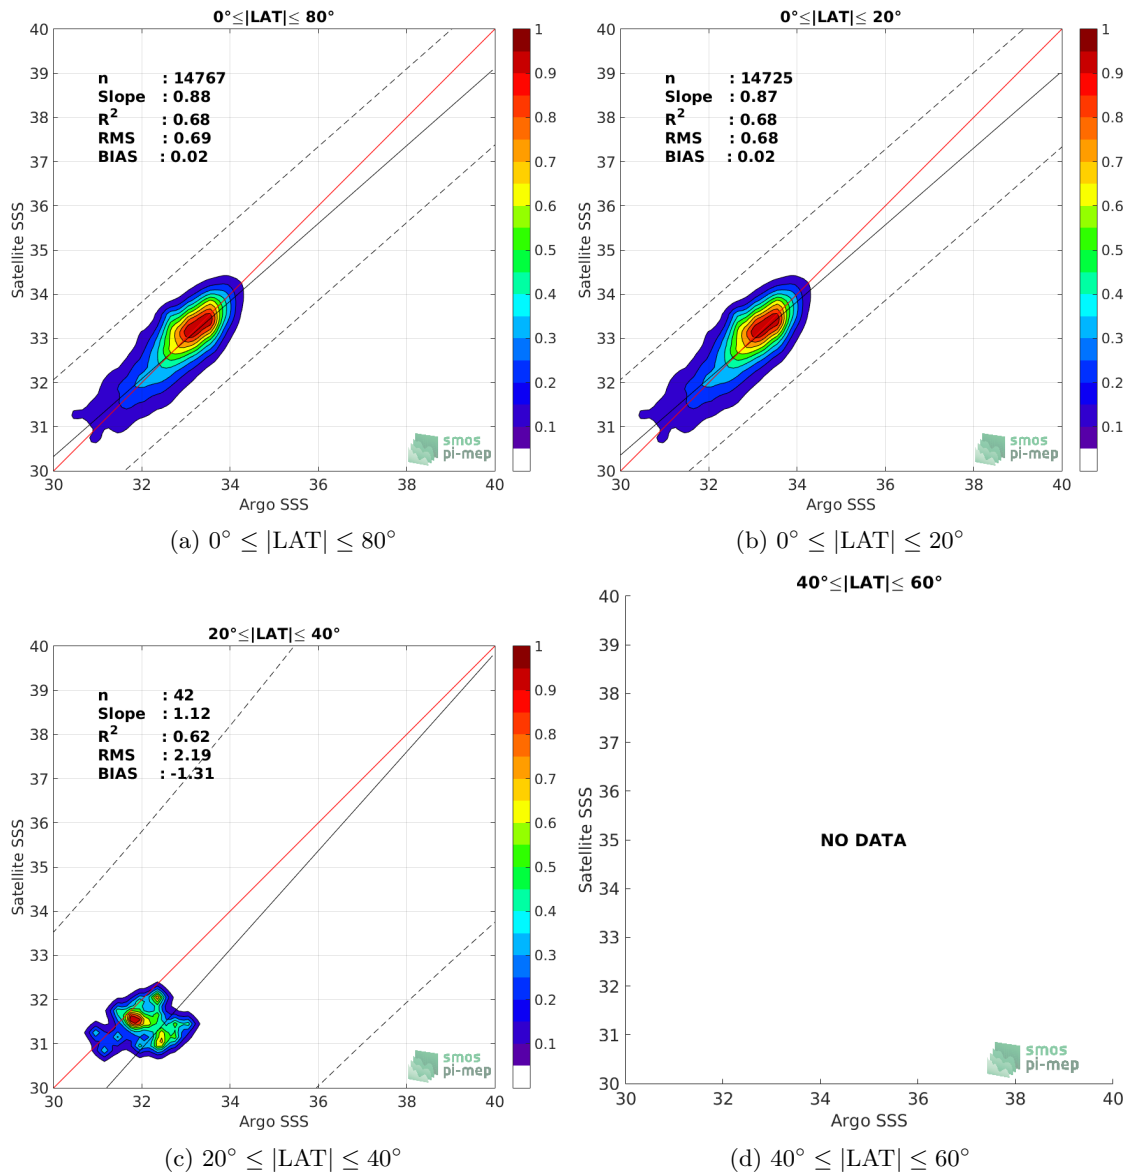 0°≤|LAT|≤ 80°
n : 14767
Slope : 0.88
R2 : 0.68
RMS : 0.69
BIAS : 0.02
40
39
38
37
36
35
34
33
32
31
30
Satellite SSS
30 32 34 36 38 40
Argo SSS
1
0.9
0.8
0.7
0.6
0.5
0.4
0.3
0.2
0.1
smos
pi-mep
(a) 0° ≤ |LAT| ≤ 80°
0°≤|LAT|≤ 20°
n : 14725
Slope : 0.87
R2 : 0.68
RMS : 0.68
BIAS : 0.02
40
39
38
37
36
35
34
33
32
31
30
Satellite SSS
30 32 34 36 38 40
Argo SSS
1
0.9
0.8
0.7
0.6
0.5
0.4
0.3
0.2
0.1
smos
pi-mep
(b) 0° ≤ |LAT| ≤ 20°
20°≤|LAT|≤ 40°
n : 42
Slope : 1.12
R2 : 0.62
RMS : 2.19
BIAS : -1.31
40
39
38
37
36
35
34
33
32
31
30
Satellite SSS
30 32 34 36 38 40
Argo SSS
1
0.9
0.8
0.7
0.6
0.5
0.4
0.3
0.2
0.1
smos
pi-mep
(c) 20° ≤ |LAT| ≤ 40°
40°≤|LAT|≤ 60°
40
39
38
37
36
35
34
33
32
31
30
Satellite SSS
NO DATA
30 32 34 36 38 40
Argo SSS
smos
pi-mep
(d) 40° ≤ |LAT| ≤ 60°